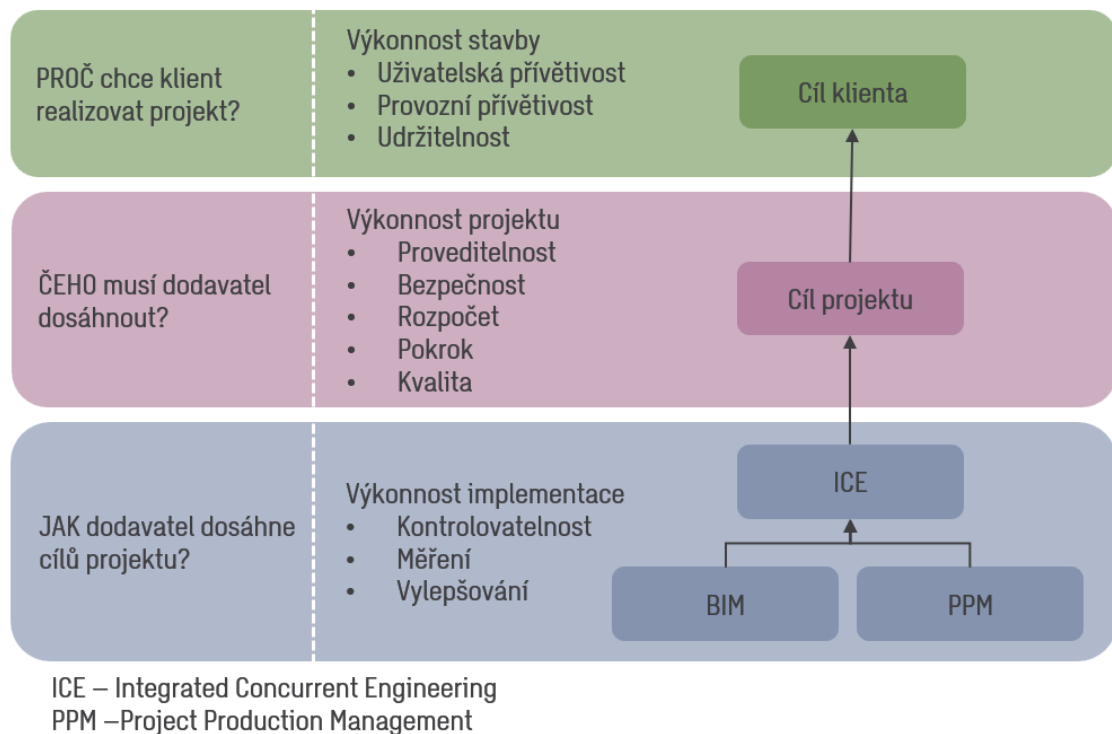 PROČ chce klient
realizovat projekt?
Výkonnost stavby
• Uživatelská přívětivost
• Provozní přívětivost
• Udržitelnost
Cíl klienta
ČEHO musí dodavatel
dosáhnout?
Výkonnost projektu
• Proveditelnost
• Bezpečnost
• Rozpočet
• Pokrok
• Kvalita
Cíl projektu
JAK dodavatel dosáhne
cílů projektu?
Výkonnost implementace
• Kontrolovatelnost
• Měření
• Vylepšování
ICE
BIM
PPM
ICE – Integrated Concurrent Engineering
PPM –Project Production Management